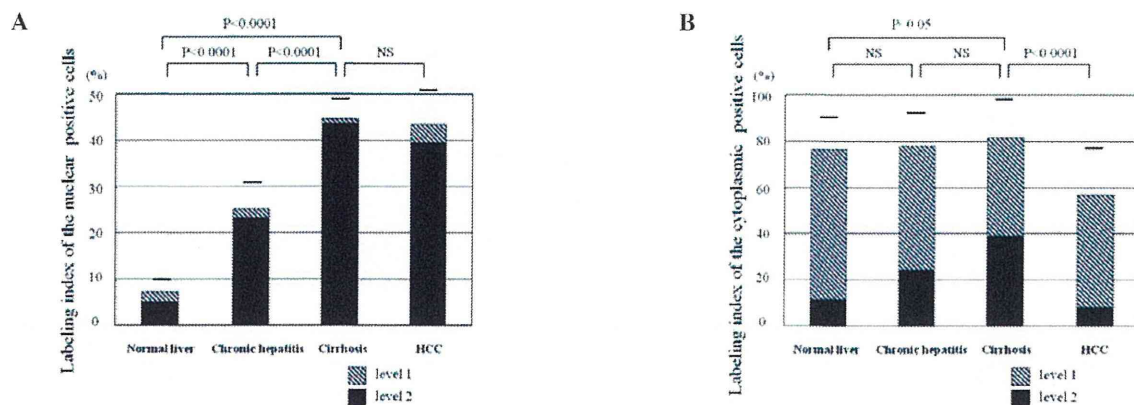 A
P<0.0001
P<0.0001
P<0.0001
NS
Labeling index of the nuclear positive cells
(%)
50
40
30
20
10
0
Normal liver
Chronic hepatitis
Cirrhosis
HCC
level 1
level 2
B
P<0.05
NS
NS
P<0.0001
Labeling index of the cytoplasmic positive cells
(%)
100
80
60
40
20
0
Normal liver
Chronic hepatitis
Cirrhosis
HCC
level 1
level 2